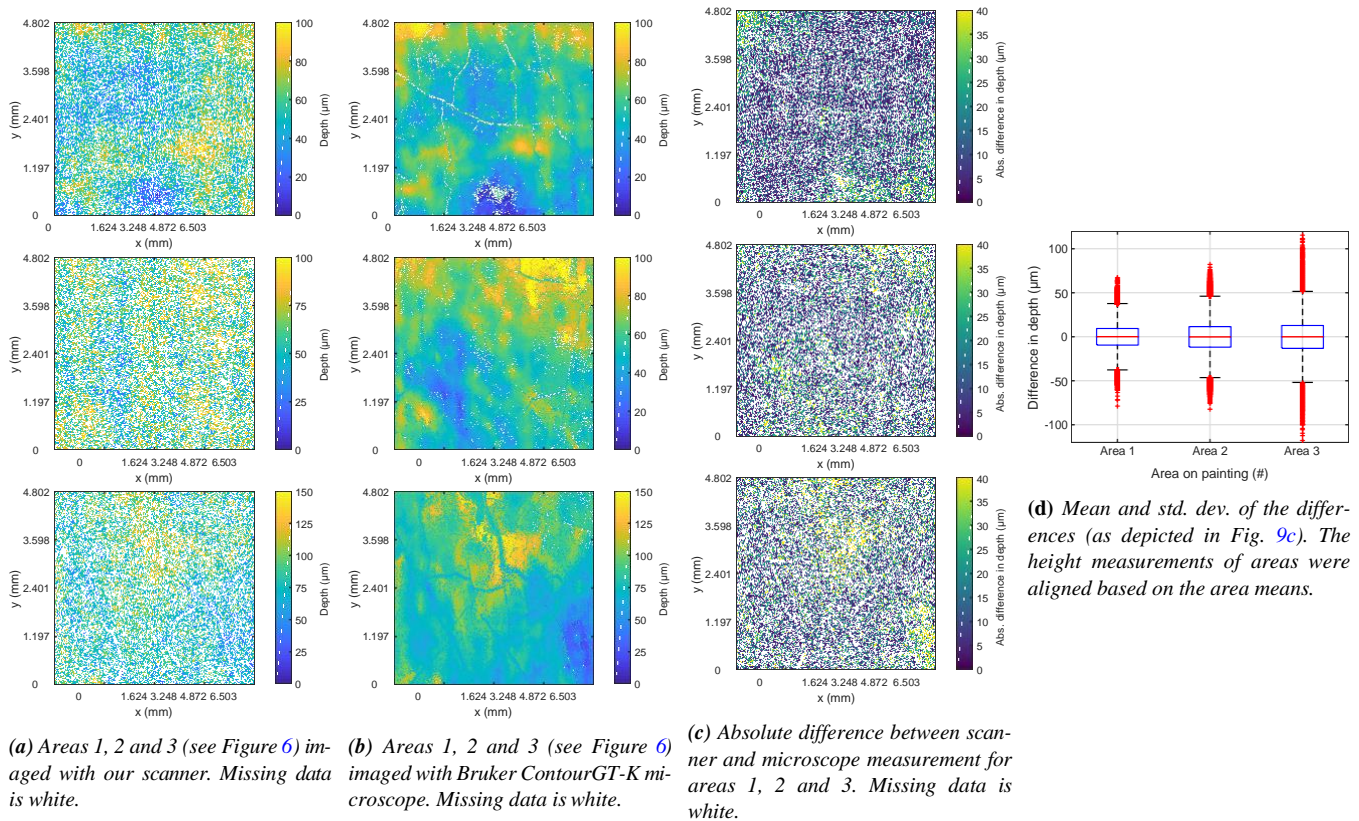 4.802
3.598
2.401
1.197
0
y (mm)
0 1.624 3.248 4.872 6.503
x (mm)
100
80
60
40
20
0
Depth (µm)
4.802
3.598
2.401
1.197
0
y (mm)
0 1.624 3.248 4.872 6.503
x (mm)
100
75
50
25
0
Depth (µm)
4.802
3.598
2.401
1.197
0
y (mm)
0 1.624 3.248 4.872 6.503
x (mm)
150
125
100
75
50
25
0
Depth (µm)
(a) Areas 1, 2 and 3 (see Figure 6) im-
aged with our scanner. Missing data
is white.
4.802
3.598
2.401
1.197
0
y (mm)
0 1.624 3.248 4.872 6.503
x (mm)
100
80
60
40
20
0
Depth (µm)
4.802
3.598
2.401
1.197
0
y (mm)
0 1.624 3.248 4.872 6.503
x (mm)
100
80
60
40
20
0
Depth (µm)
4.802
3.598
2.401
1.197
0
y (mm)
0 1.624 3.248 4.872 6.503
x (mm)
150
125
100
75
50
25
0
Depth (µm)
(b) Areas 1, 2 and 3 (see Figure 6)
imaged with Bruker ContourGT-K mi-
croscope. Missing data is white.
4.802
3.598
2.401
1.197
0
y (mm)
0 1.624 3.248 4.872 6.503
x (mm)
40
35
30
25
20
15
10
5
0
Abs. difference in depth (µm)
4.802
3.598
2.401
1.197
0
y (mm)
0 1.624 3.248 4.872 6.503
x (mm)
40
35
30
25
20
15
10
5
0
Abs. difference in depth (µm)
4.802
3.598
2.401
1.197
0
y (mm)
0 1.624 3.248 4.872 6.503
x (mm)
40
35
30
25
20
15
10
5
0
Abs. difference in depth (µm)
(c) Absolute difference between scan-
ner and microscope measurement for
areas 1, 2 and 3. Missing data is
white.
100
50
0
-50
-100
Difference in depth (µm)
Area 1 Area 2 Area 3
Area on painting (#)
(d) Mean and std. dev. of the differ-
ences (as depicted in Fig. 9c). The
height measurements of areas were
aligned based on the area means.